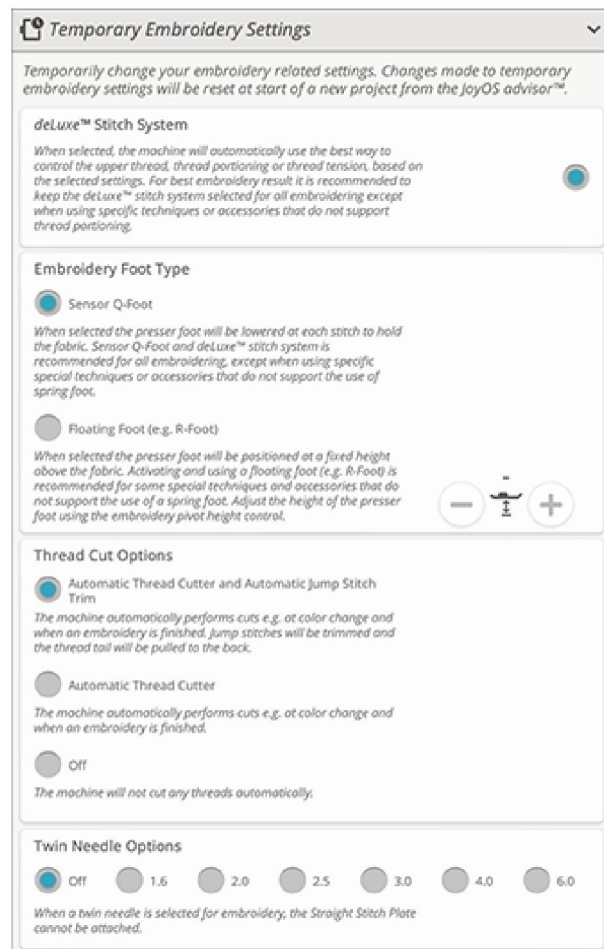 Temporary Embroidery Settings
Temporarily change your embroidery related settings. Changes made to temporary
embroidery settings will be reset at start of a new project from the JoyOS advisor™.
deLuxe™ Stitch System
When selected, the machine will automatically use the best way to
control the upper thread, thread portioning or thread tension, based on
the selected settings. For best embroidery result it is recommended to
keep the deLuxe™ stitch system selected for all embroidering except
when using specific techniques or accessories that do not support
thread portioning.
Embroidery Foot Type
Sensor Q-Foot
When selected the presser foot will be lowered at each stitch to hold
the fabric. Sensor Q-Foot and deLuxe™ stitch system is
recommended for all embroidering, except when using specific
special techniques or accessories that do not support the use of
spring foot.
Floating Foot (e.g. R-Foot)
When selected the presser foot will be positioned at a fixed height
above the fabric. Activating and using a floating foot (e.g. R-Foot) is
recommended for some special techniques and accessories that do
not support the use of a spring foot. Adjust the height of the presser
foot using the embroidery pivot height control.
Thread Cut Options
Automatic Thread Cutter and Automatic Jump Stitch
Trim
The machine automatically performs cuts e.g. at color change and
when an embroidery is finished. Jump stitches will be trimmed and
the thread tail will be pulled to the back.
Automatic Thread Cutter
The machine automatically performs cuts e.g. at color change and
when an embroidery is finished.
Off
The machine will not cut any threads automatically.
Twin Needle Options
Off 1.6 2.0 2.5 3.0 4.0 6.0
When a twin needle is selected for embroidery, the Straight Stitch Plate
cannot be attached.